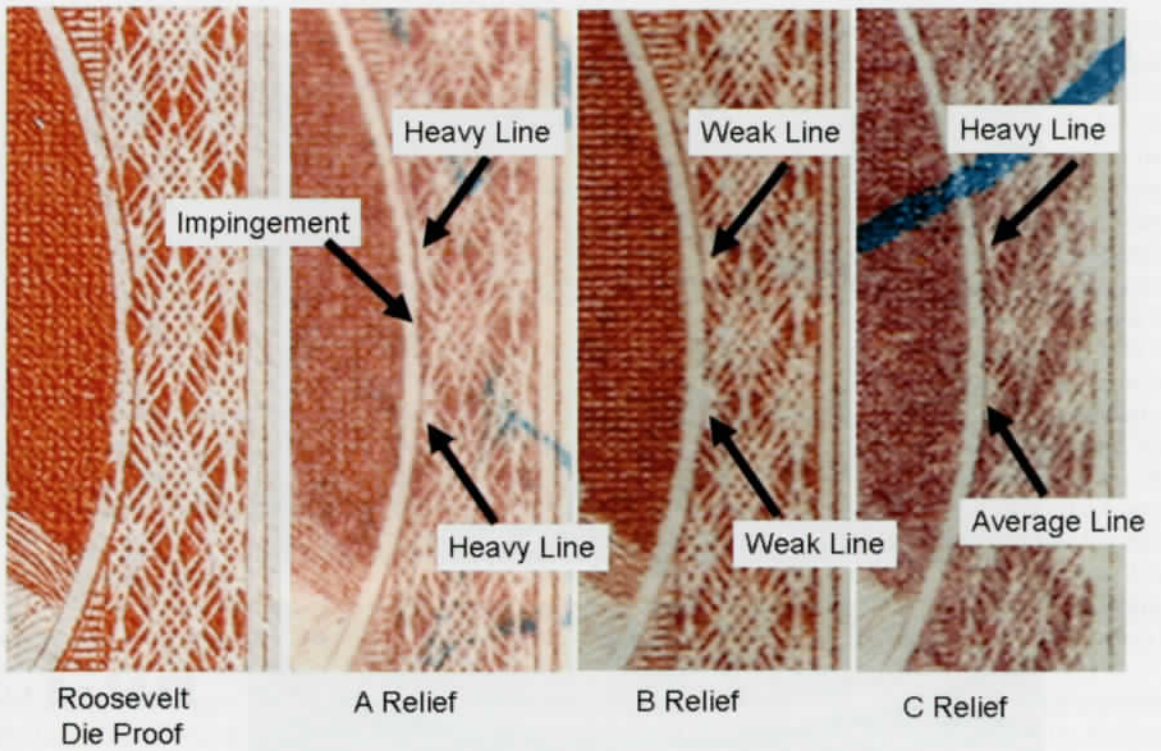 Heavy Line
Weak Line
Heavy Line
Impingement
Heavy Line
Weak Line
Average Line
Roosevelt
Die Proof
A Relief
B Relief
C Relief